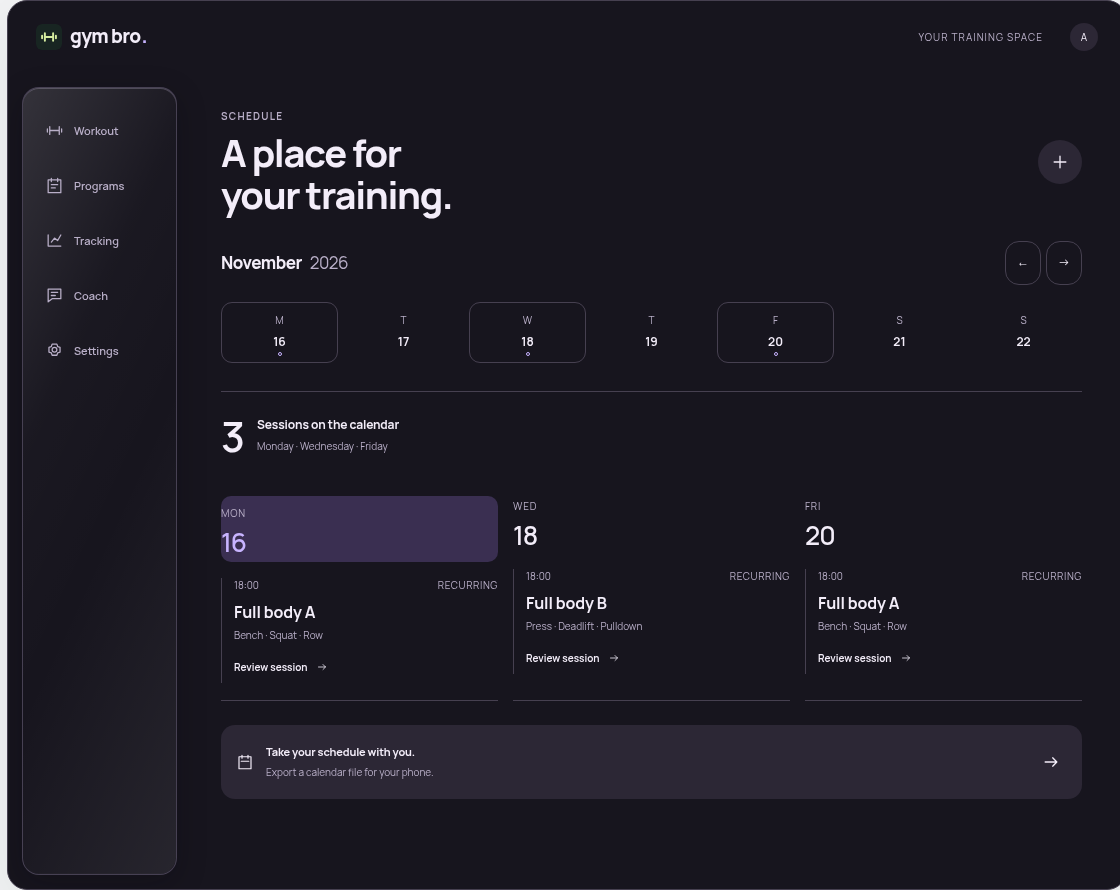 gym bro.
YOUR TRAINING SPACE
A
Workout
Programs
Tracking
Coach
Settings
SCHEDULE
A place for
your training.
November 2026
← →
M T W T F S S
16 17 18 19 20 21 22
3
Sessions on the calendar
Monday · Wednesday · Friday
MON
16
18:00 RECURRING
Full body A
Bench · Squat · Row
Review session →
WED
18
18:00 RECURRING
Full body B
Press · Deadlift · Pulldown
Review session →
FRI
20
18:00 RECURRING
Full body A
Bench · Squat · Row
Review session →
Take your schedule with you.
Export a calendar file for your phone.